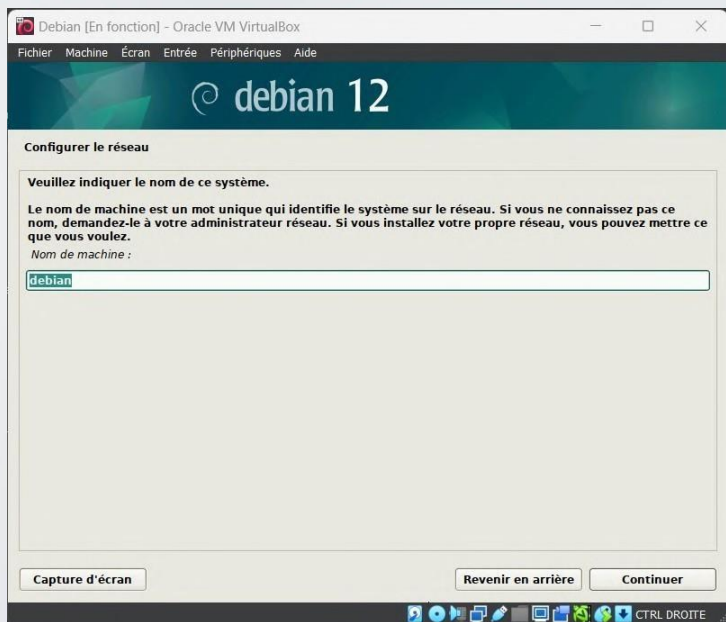 Debian [En fonction] - Oracle VM VirtualBox
Fichier Machine Écran Entrée Périphériques Aide
debian 12
Configurer le réseau
Veuillez indiquer le nom de ce système.
Le nom de machine est un mot unique qui identifie le système sur le réseau. Si vous ne connaissez pas ce
nom, demandez-le à votre administrateur réseau. Si vous installez votre propre réseau, vous pouvez mettre ce
que vous voulez.
Nom de machine :
debian
Capture d'écran Revenir en arrière Continuer
CTRL DROITE